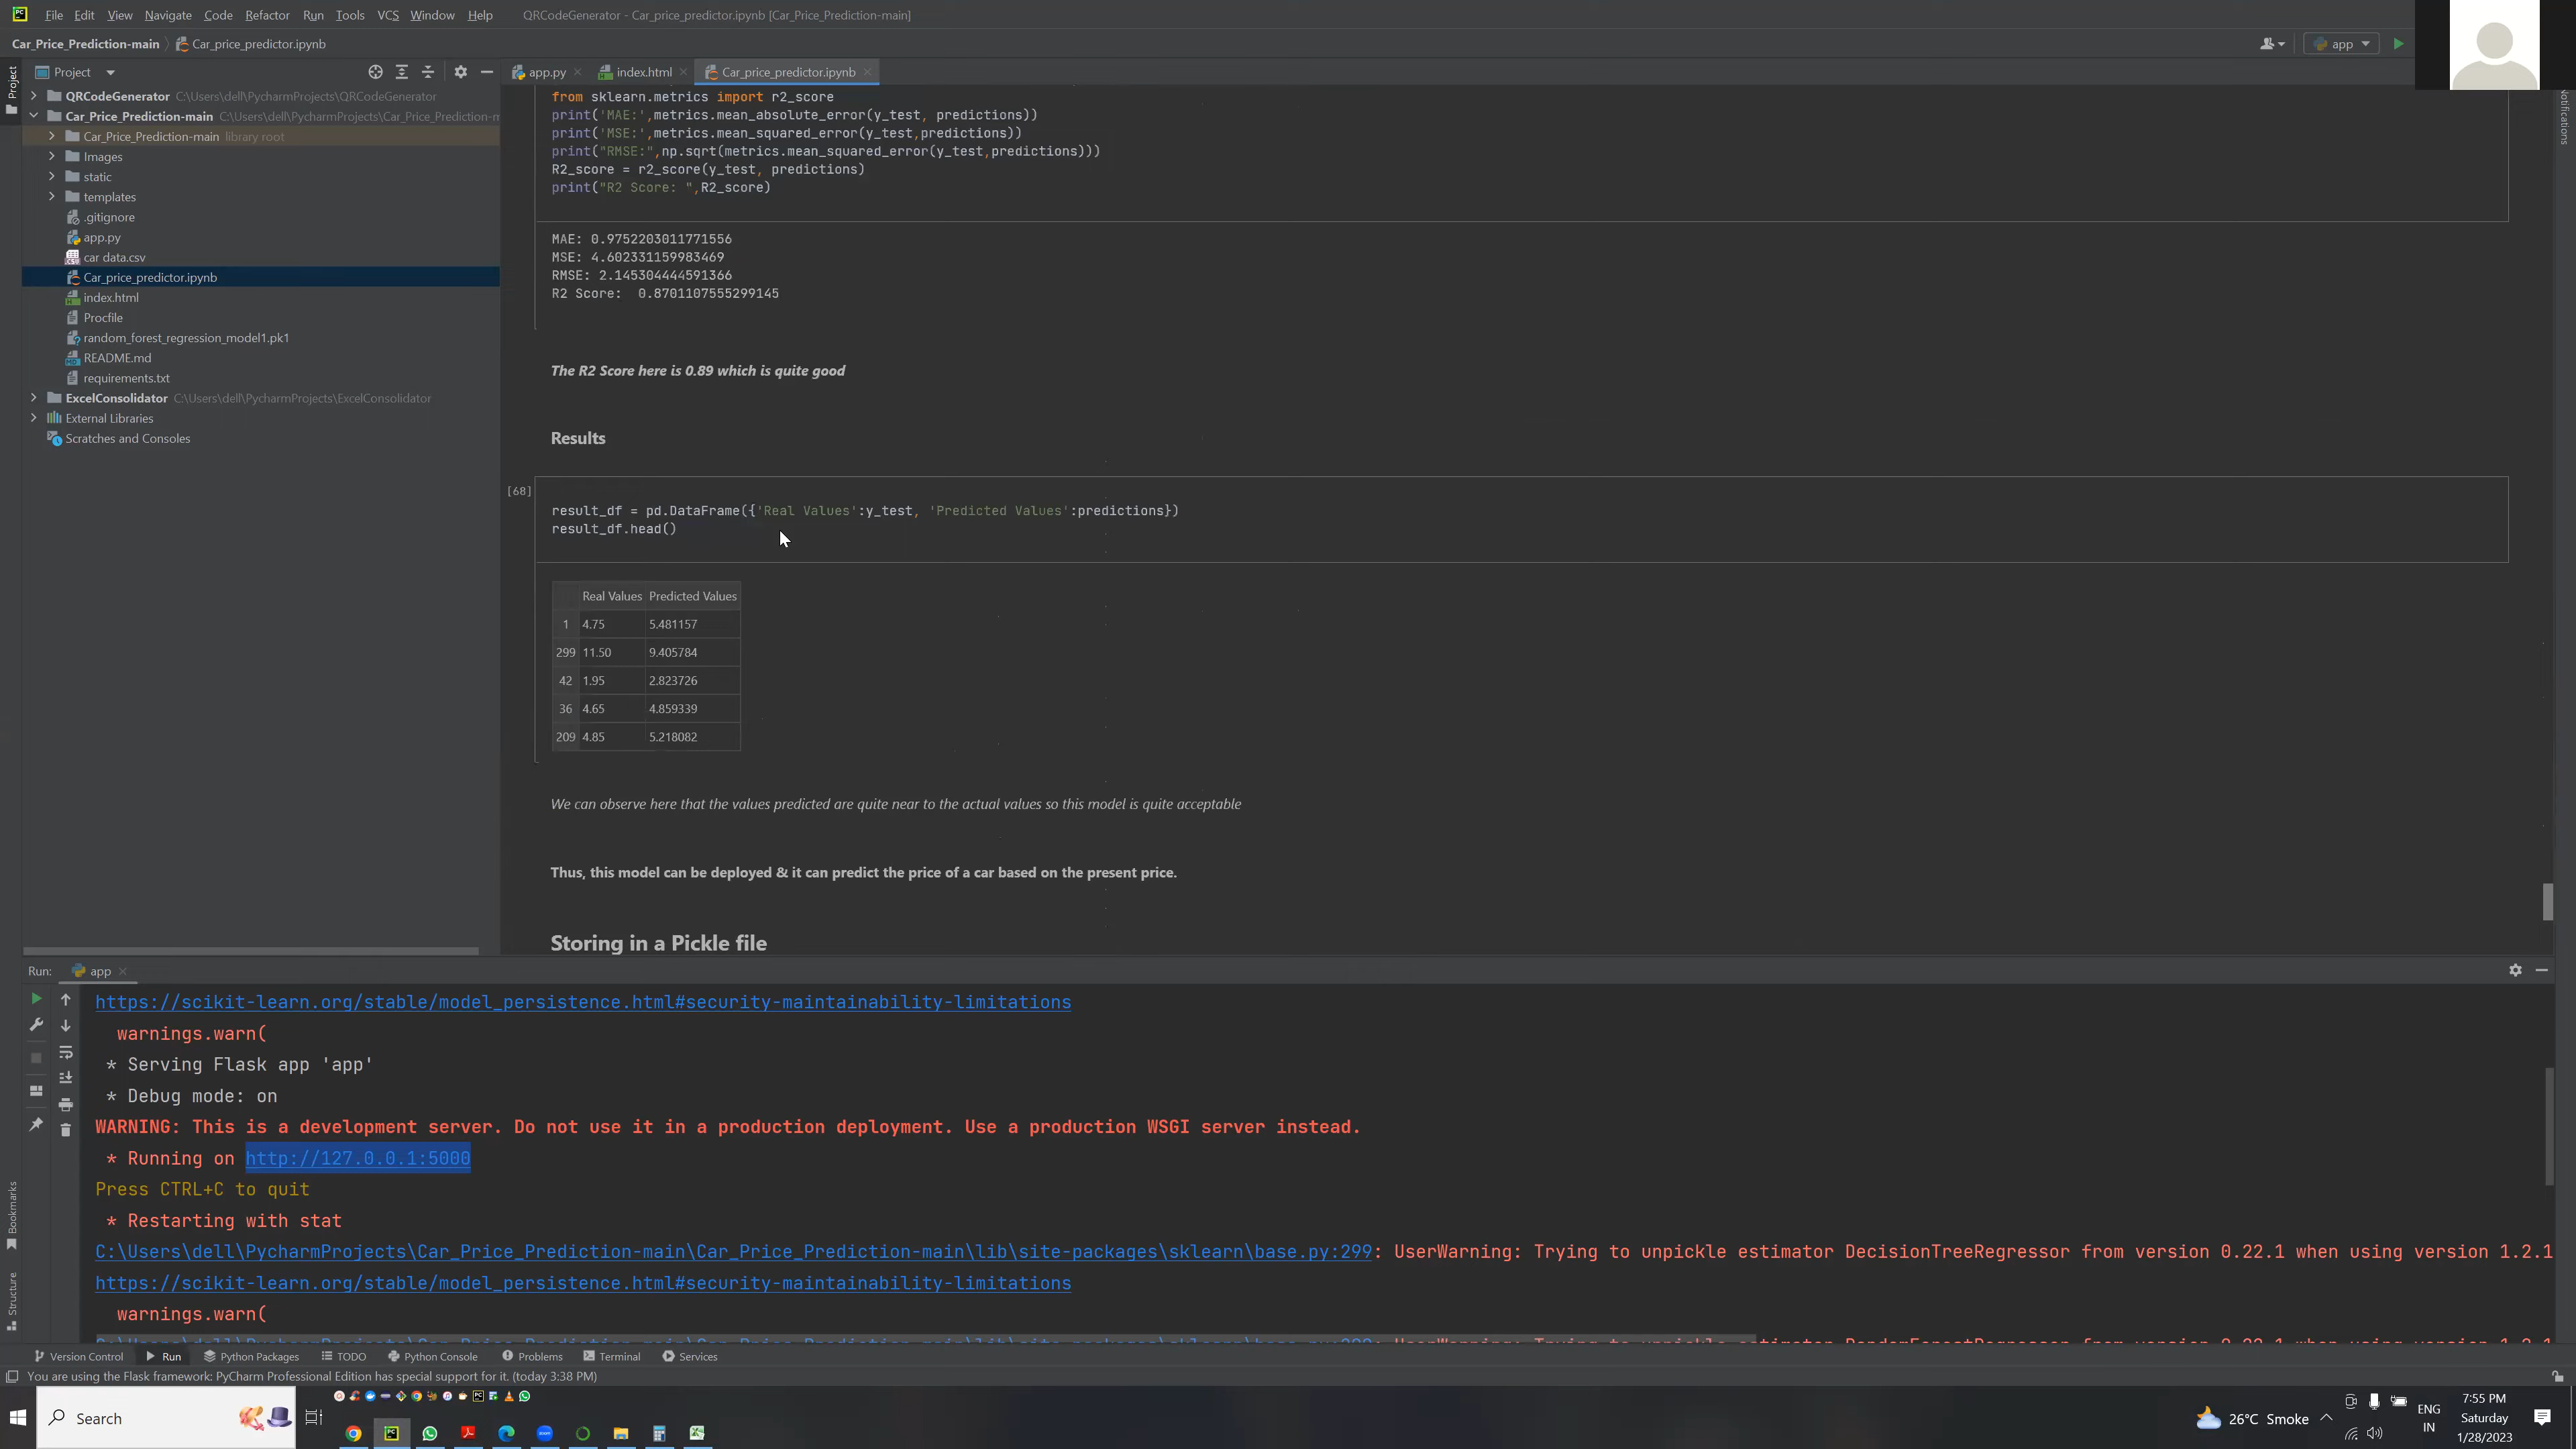 File Edit View Navigate Code Refactor Run Tools VCS Window Help QRCodeGenerator - Car_price_predictor.ipynb [Car_Price_Prediction-main]
Car_Price_Prediction-main Car_price_predictor.ipynb app
Project app.py index.html Car_price_predictor.ipynb
Project
Notifications
QRCodeGenerator C:\Users\dell\PycharmProjects\QRCodeGenerator
Car_Price_Prediction-main C:\Users\dell\PycharmProjects\Car_Price_Prediction-m
Car_Price_Prediction-main library root
Images
static
templates
.gitignore
app.py
car data.csv
Car_price_predictor.ipynb
index.html
Procfile
random_forest_regression_model1.pk1
README.md
requirements.txt
ExcelConsolidator C:\Users\dell\PycharmProjects\ExcelConsolidator
External Libraries
Scratches and Consoles
from sklearn.metrics import r2_score
print('MAE:',metrics.mean_absolute_error(y_test, predictions))
print('MSE:',metrics.mean_squared_error(y_test,predictions))
print("RMSE:",np.sqrt(metrics.mean_squared_error(y_test,predictions)))
R2_score = r2_score(y_test, predictions)
print("R2 Score: ",R2_score)
MAE: 0.9752203011771556
MSE: 4.602331159983469
RMSE: 2.145304444591366
R2 Score:  0.8701107555299145
The R2 Score here is 0.89 which is quite good
Results
[68]
result_df = pd.DataFrame({'Real Values':y_test, 'Predicted Values':predictions})
result_df.head()
Real Values Predicted Values
1 4.75 5.481157
299 11.50 9.405784
42 1.95 2.823726
36 4.65 4.859339
209 4.85 5.218082
We can observe here that the values predicted are quite near to the actual values so this model is quite acceptable
Thus, this model can be deployed & it can predict the price of a car based on the present price.
Storing in a Pickle file
Run: app
https://scikit-learn.org/stable/model_persistence.html#security-maintainability-limitations
warnings.warn(
* Serving Flask app 'app'
* Debug mode: on
WARNING: This is a development server. Do not use it in a production deployment. Use a production WSGI server instead.
* Running on http://127.0.0.1:5000
Press CTRL+C to quit
* Restarting with stat
C:\Users\dell\PycharmProjects\Car_Price_Prediction-main\Car_Price_Prediction-main\lib\site-packages\sklearn\base.py:299: UserWarning: Trying to unpickle estimator DecisionTreeRegressor from version 0.22.1 when using version 1.2.1
https://scikit-learn.org/stable/model_persistence.html#security-maintainability-limitations
warnings.warn(
Bookmarks
Structure
Version Control Run Python Packages TODO Python Console Problems Terminal Services
You are using the Flask framework: PyCharm Professional Edition has special support for it. (today 3:38 PM)
Search
26°C Smoke
ENG
IN
7:55 PM
Saturday
1/28/2023